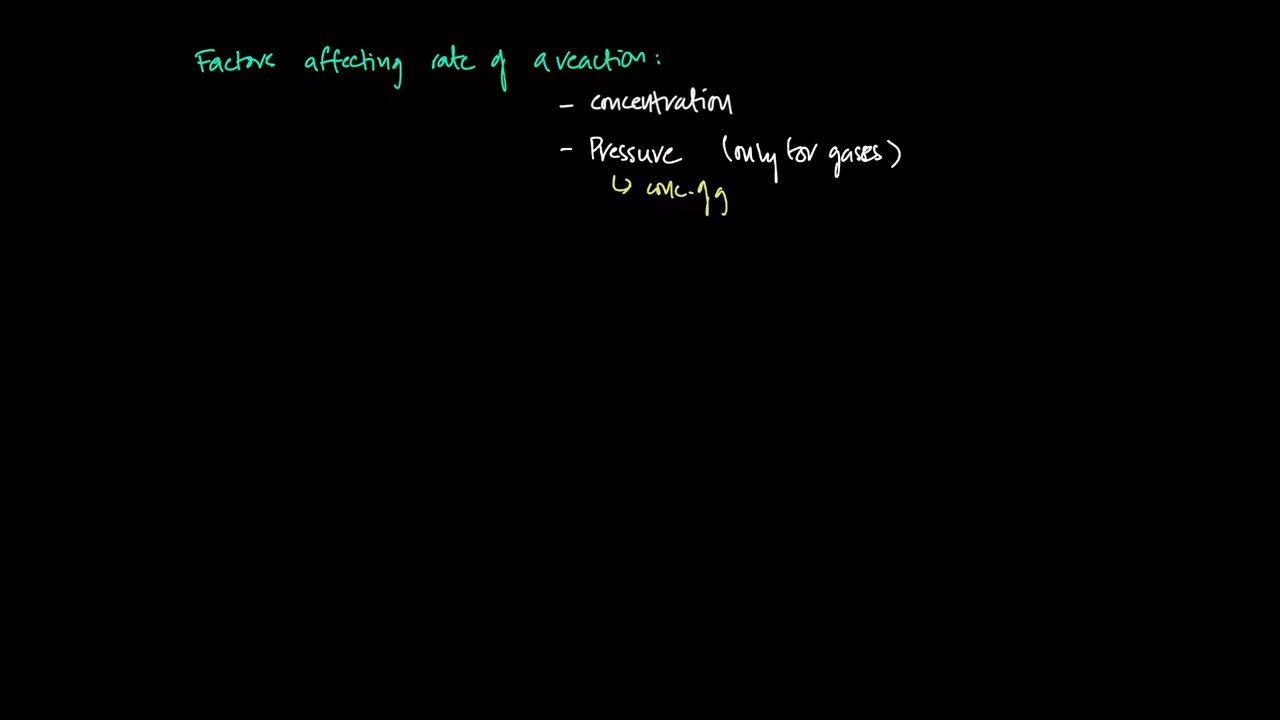 Factors affecting rate of a reaction:
- concentration
- Pressure (only for gases)
↳ conc. of g